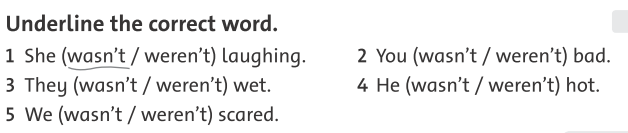 Underline the correct word.
1 She (wasn't / weren't) laughing. 2 You (wasn't / weren't) bad.
3 They (wasn't / weren't) wet. 4 He (wasn't / weren't) hot.
5 We (wasn't / weren't) scared.